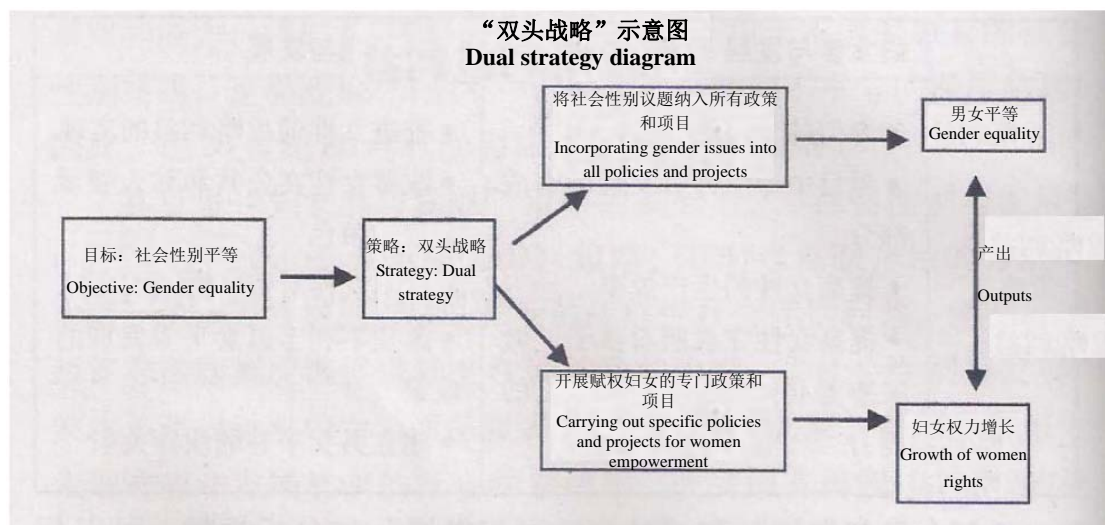 “双头战略”示意图
Dual strategy diagram
将社会性别议题纳入所有政策
和项目
Incorporating gender issues into
all policies and projects
男女平等
Gender equality
目标：社会性别平等
Objective: Gender equality
策略：双头战略
Strategy: Dual
strategy
产出
Outputs
开展赋权妇女的专门政策和
项目
Carrying out specific policies
and projects for women
empowerment
妇女权力增长
Growth of women
rights